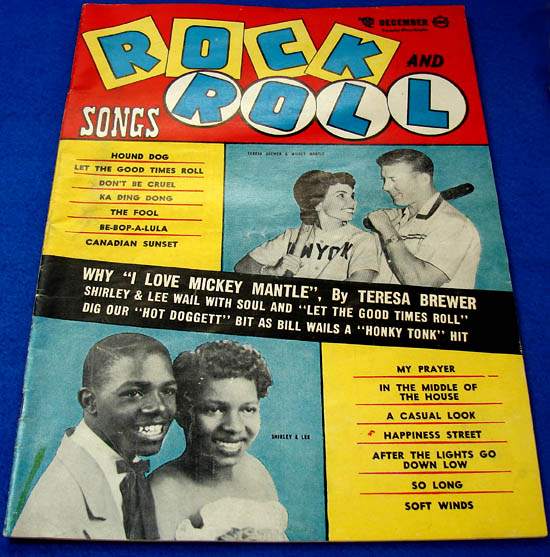 DECEMBER
ROCK
AND
ROLL
SONGS
HOUND DOG
LET THE GOOD TIMES ROLL
DON'T BE CRUEL
KA DING DONG
THE FOOL
BE-BOP-A-LULA
CANADIAN SUNSET
TERESA BREWER & MICKEY MANTLE
N YORK
WHY "I LOVE MICKEY MANTLE", By TERESA BREWER
SHIRLEY & LEE WAIL WITH SOUL AND "LET THE GOOD TIMES ROLL"
DIG OUR "HOT DOGGETT" BIT AS BILL WAILS A "HONKY TONK" HIT
SHIRLEY & LEE
MY PRAYER
IN THE MIDDLE OF
THE HOUSE
A CASUAL LOOK
HAPPINESS STREET
AFTER THE LIGHTS GO
DOWN LOW
SO LONG
SOFT WINDS